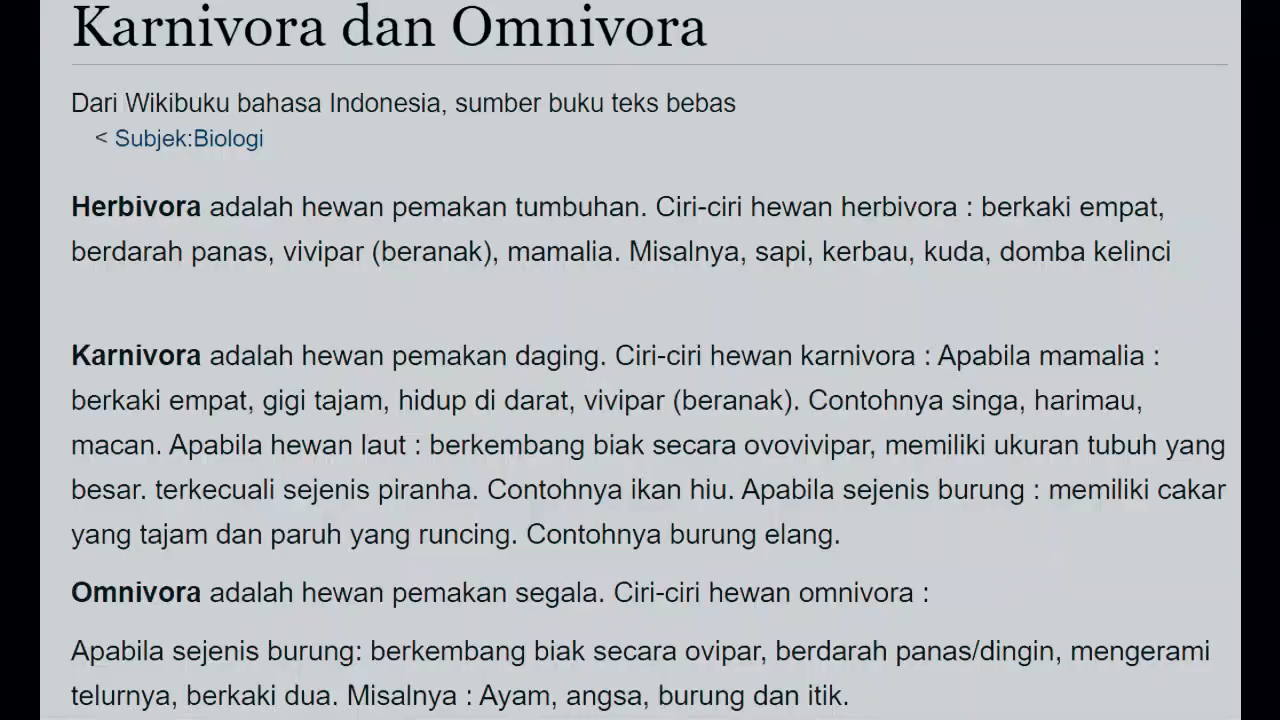 Karnivora dan Omnivora
Dari Wikibuku bahasa Indonesia, sumber buku teks bebas
< Subjek:Biologi
Herbivora adalah hewan pemakan tumbuhan. Ciri-ciri hewan herbivora : berkaki empat,
berdarah panas, vivipar (beranak), mamalia. Misalnya, sapi, kerbau, kuda, domba kelinci
Karnivora adalah hewan pemakan daging. Ciri-ciri hewan karnivora : Apabila mamalia :
berkaki empat, gigi tajam, hidup di darat, vivipar (beranak). Contohnya singa, harimau,
macan. Apabila hewan laut : berkembang biak secara ovovivipar, memiliki ukuran tubuh yang
besar. terkecuali sejenis piranha. Contohnya ikan hiu. Apabila sejenis burung : memiliki cakar
yang tajam dan paruh yang runcing. Contohnya burung elang.
Omnivora adalah hewan pemakan segala. Ciri-ciri hewan omnivora :
Apabila sejenis burung: berkembang biak secara ovipar, berdarah panas/dingin, mengerami
telurnya, berkaki dua. Misalnya : Ayam, angsa, burung dan itik.